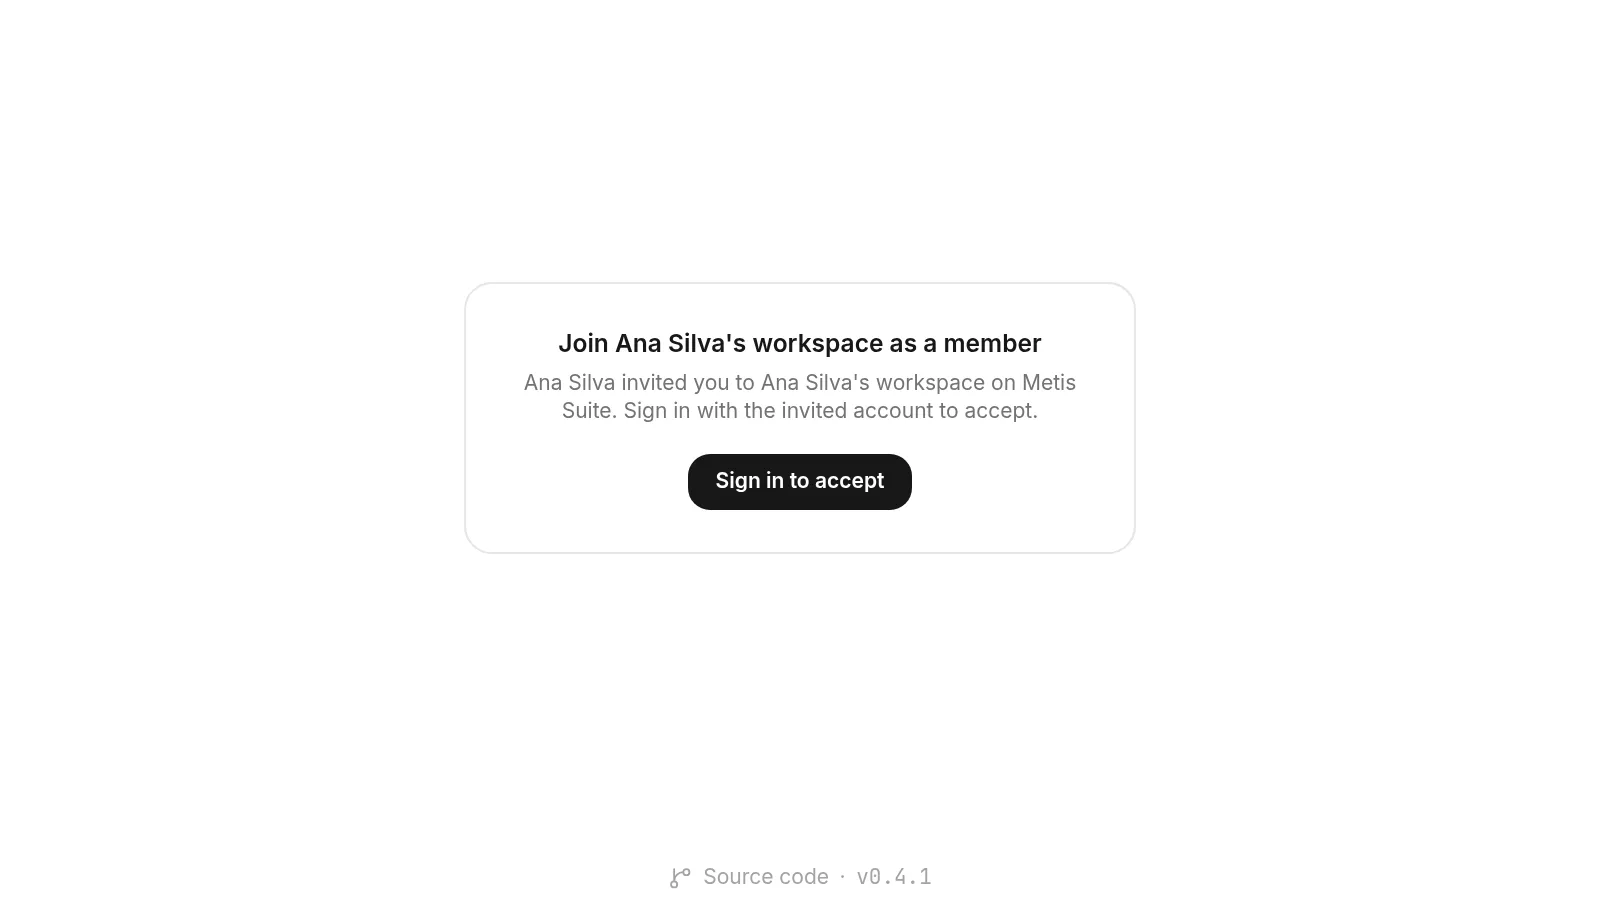 Join Ana Silva's workspace as a member
Ana Silva invited you to Ana Silva's workspace on Metis
Suite. Sign in with the invited account to accept.
Sign in to accept
Source code · v0.4.1